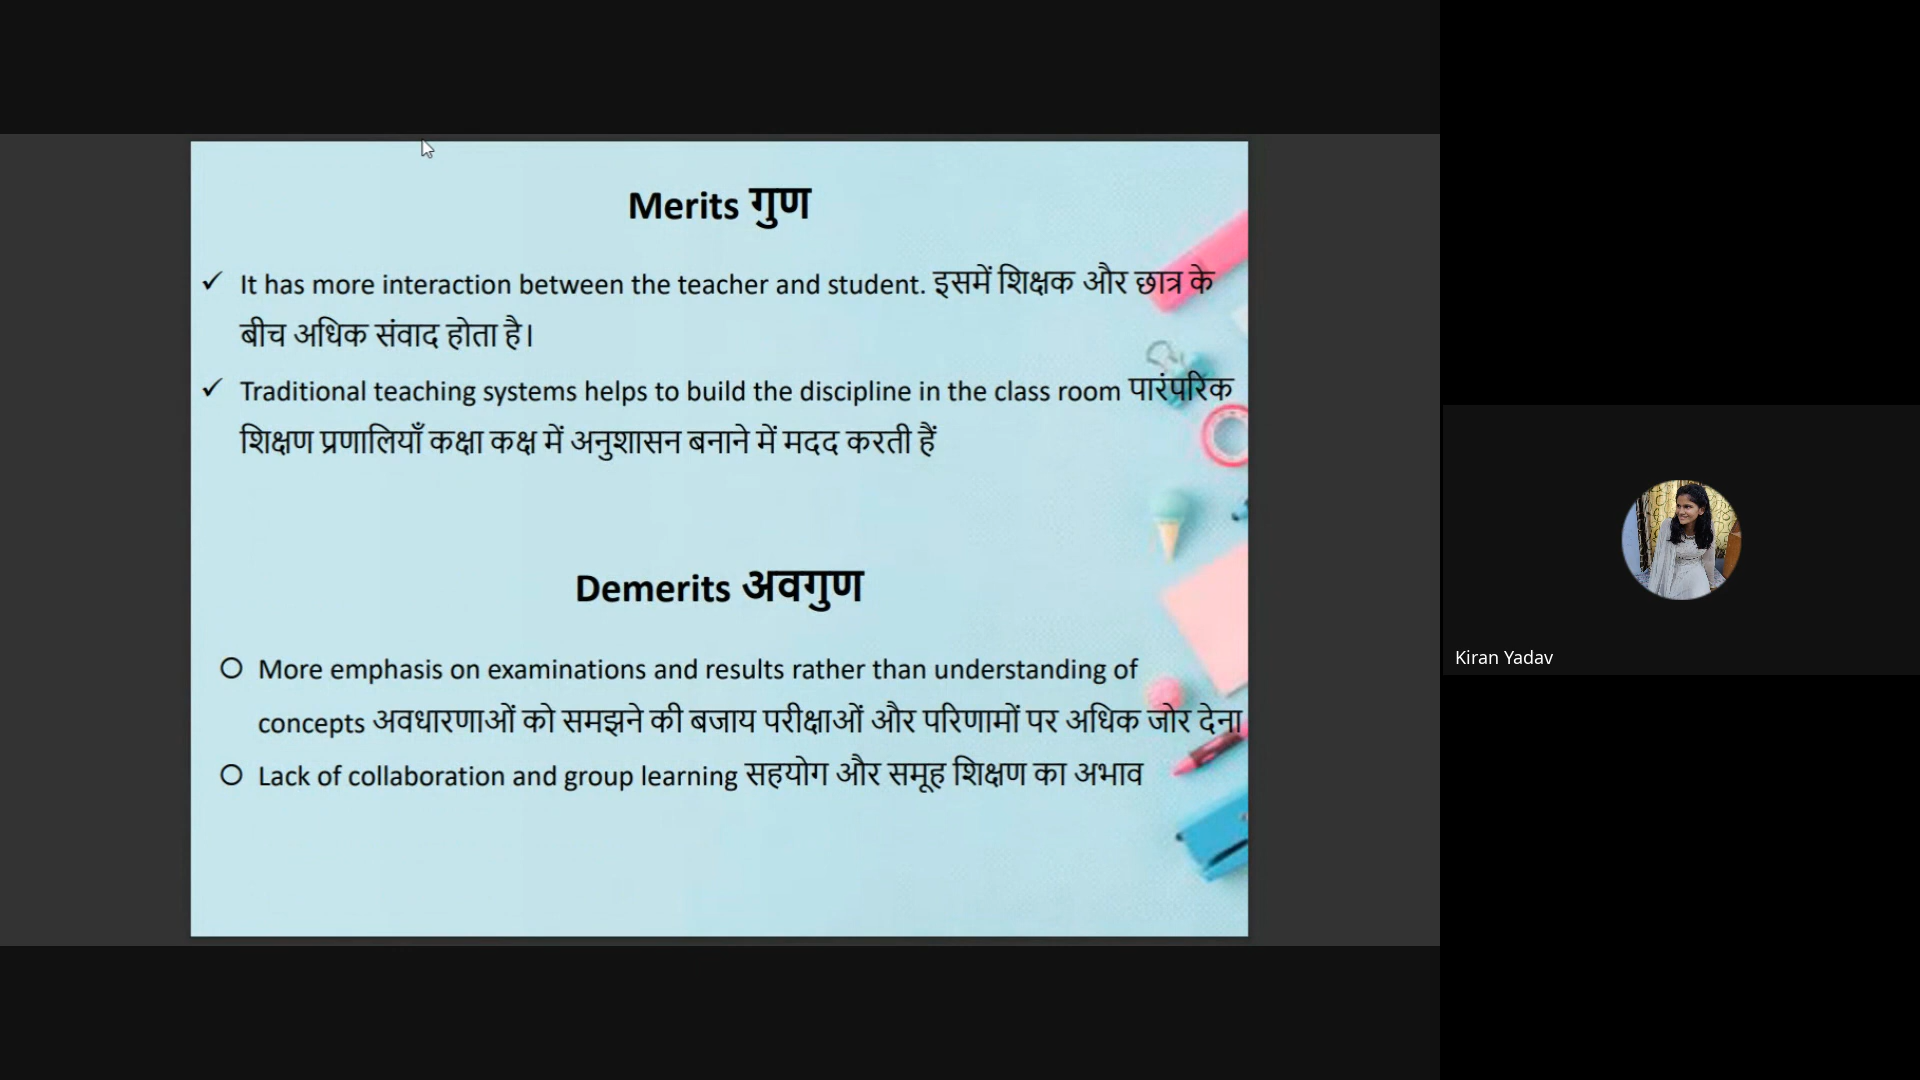 Merits गुण
✓ It has more interaction between the teacher and student. इसमें शिक्षक और छात्र के
बीच अधिक संवाद होता है।
✓ Traditional teaching systems helps to build the discipline in the class room पारंपरिक
शिक्षण प्रणालियाँ कक्षा कक्ष में अनुशासन बनाने में मदद करती हैं
Demerits अवगुण
○ More emphasis on examinations and results rather than understanding of
concepts अवधारणाओं को समझने की बजाय परीक्षाओं और परिणामों पर अधिक जोर देना
○ Lack of collaboration and group learning सहयोग और समूह शिक्षण का अभाव
Kiran Yadav